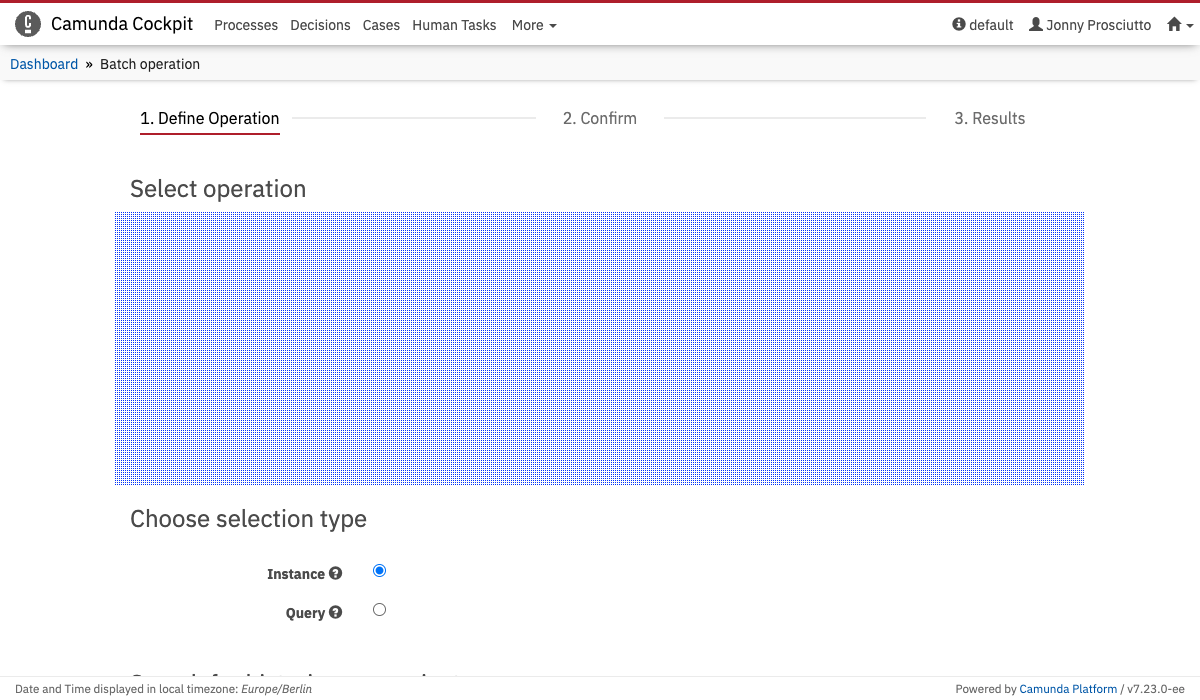 Camunda Cockpit Processes Decisions Cases Human Tasks More default Jonny Prosciutto
Dashboard » Batch operation
1. Define Operation 2. Confirm 3. Results
Select operation
Choose selection type
Instance
Query
Date and Time displayed in local timezone: Europe/Berlin Powered by Camunda Platform / v7.23.0-ee